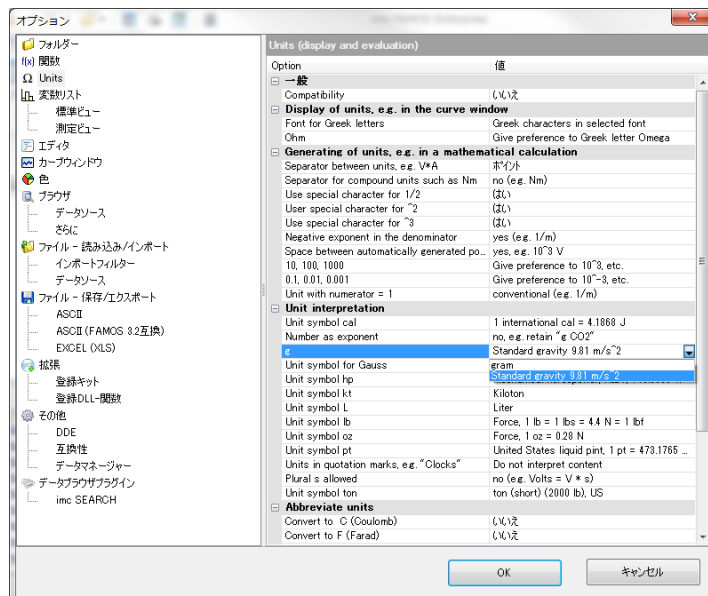 オプション
フォルダー
f(x) 関数
Ω Units
変数リスト
標準ビュー
測定ビュー
エディタ
カーブウィンドウ
色
ブラウザ
データソース
さらに
ファイル - 読み込み/インポート
インポートフィルター
データソース
ファイル - 保存/エクスポート
ASCII
ASCII (FAMOS 3.2互換)
EXCEL (XLS)
拡張
登録キット
登録DLL-関数
その他
DDE
互換性
データマネージャー
データブラウザプラグイン
imc SEARCH
Units (display and evaluation)
Option 値
一般
Compatibility いいえ
Display of units, e.g. in the curve window
Font for Greek letters Greek characters in selected font
Ohm Give preference to Greek letter Omega
Generating of units, e.g. in a mathematical calculation
Separator between units, e.g. V*A ポイント
Separator for compound units such as Nm no (e.g. Nm)
Use special character for 1/2 はい
User special character for ^2 はい
Use special character for ^3 はい
Negative exponent in the denominator yes (e.g. 1/m)
Space between automatically generated po... yes, e.g. 10^3 V
10, 100, 1000 Give preference to 10^3, etc.
0.1, 0.01, 0.001 Give preference to 10^-3, etc.
Unit with numerator = 1 conventional (e.g. 1/m)
Unit interpretation
Unit symbol cal 1 international cal = 4.1868 J
Number as exponent no, e.g. retain "g CO2"
g Standard gravity 9.81 m/s^2
Unit symbol for Gauss gram
Standard gravity 9.81 m/s^2
Unit symbol hp
Unit symbol kt Kiloton
Unit symbol L Liter
Unit symbol lb Force, 1 lb = 1 lbs = 4.4 N = 1 lbf
Unit symbol oz Force, 1 oz = 0.28 N
Unit symbol pt United States liquid pint, 1 pt = 473.1765 ...
Units in quotation marks, e.g. "Clocks" Do not interpret content
Plural s allowed no (e.g. Volts = V * s)
Unit symbol ton ton (short) (2000 lb), US
Abbreviate units
Convert to C (Coulomb) いいえ
Convert to F (Farad) いいえ
OK キャンセル